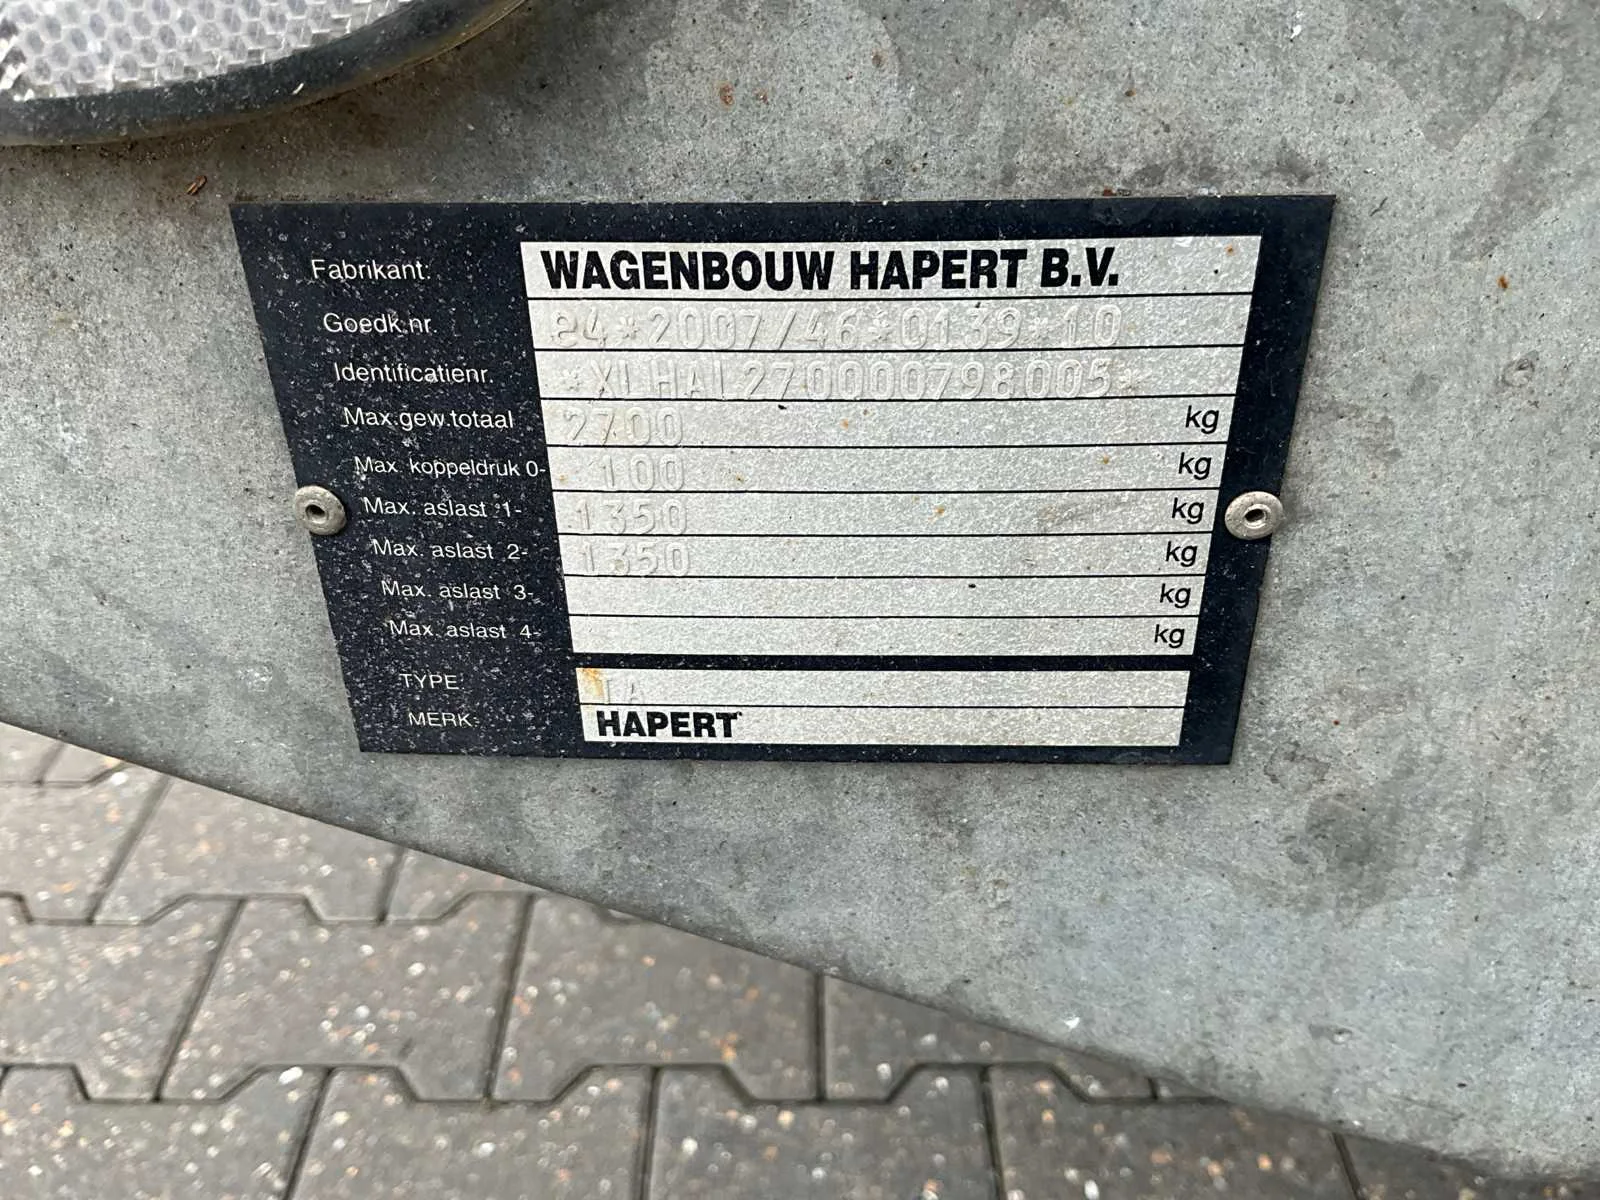 Fabrikant: WAGENBOUW HAPERT B.V.
Goedk.nr. e4*2007/46*0139*10
Identificatienr. *XLHAL270000798005*
Max.gew.totaal 2700 kg
Max. koppeldruk 0- 100 kg
Max. aslast 1- 1350 kg
Max. aslast 2- 1350 kg
Max. aslast 3- kg
Max. aslast 4- kg
TYPE
MERK: HAPERT